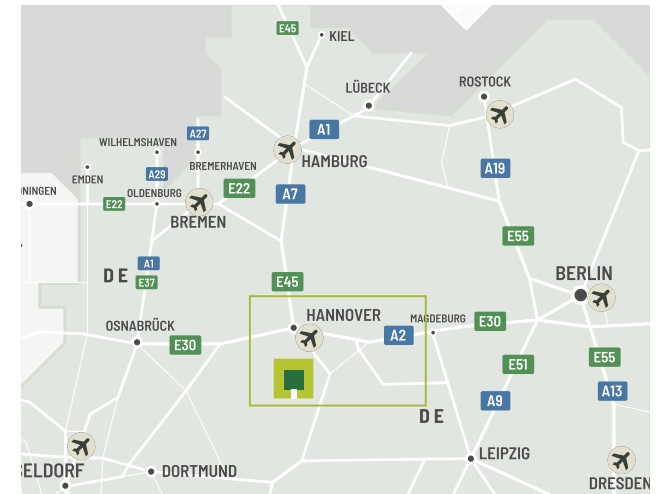 E45
KIEL
LÜBECK
ROSTOCK
A1
A27
WILHELMSHAVEN
HAMBURG
BREMERHAVEN
A29
A19
EMDEN
OLDENBURG
E22
A7
NINGEN
E22
BREMEN
E55
DE
A1
E37
BERLIN
E45
HANNOVER
MAGDEBURG
E30
OSNABRÜCK
A2
E30
E51
E55
A13
A9
DE
LEIPZIG
SELDORF
DORTMUND
DRESDEN